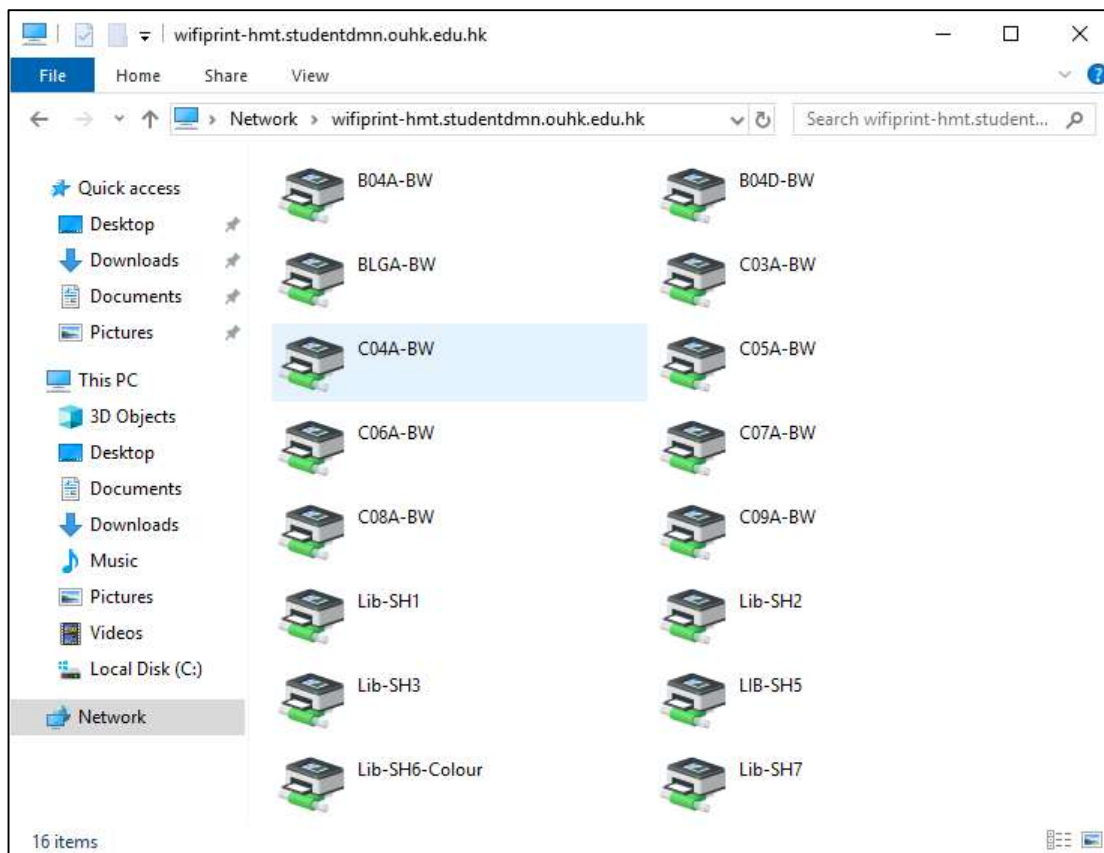 wifiprint-hmt.studentdmn.ouhk.edu.hk
File Home Share View
Network › wifiprint-hmt.studentdmn.ouhk.edu.hk
Search wifiprint-hmt.student...
Quick access
Desktop
Downloads
Documents
Pictures
This PC
3D Objects
Desktop
Documents
Downloads
Music
Pictures
Videos
Local Disk (C:)
Network
B04A-BW B04D-BW
BLGA-BW C03A-BW
C04A-BW C05A-BW
C06A-BW C07A-BW
C08A-BW C09A-BW
Lib-SH1 Lib-SH2
Lib-SH3 LIB-SH5
Lib-SH6-Colour Lib-SH7
16 items